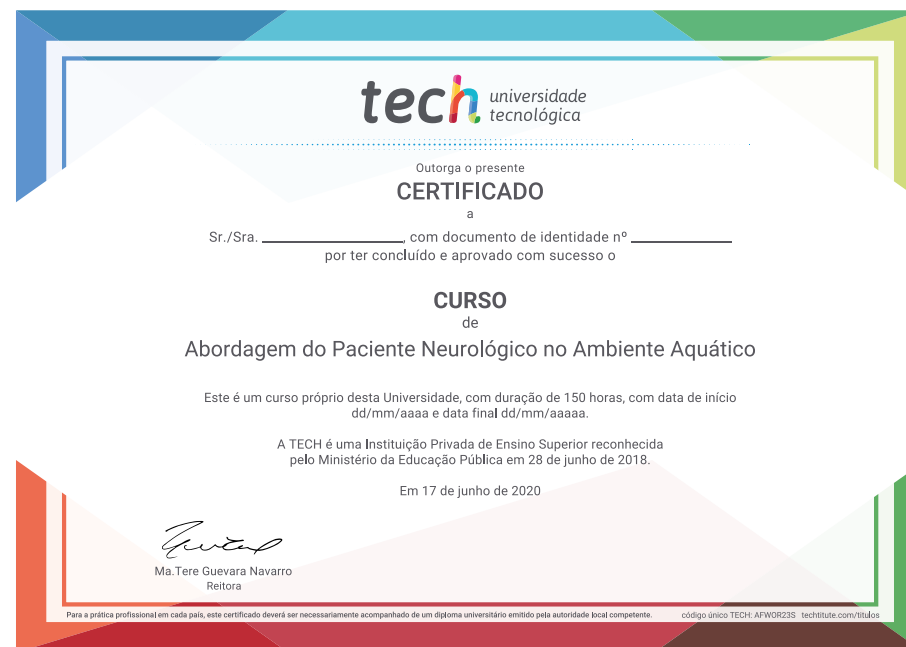 tech universidade
tecnológica
Outorga o presente
CERTIFICADO
a
Sr./Sra. ____________________, com documento de identidade nº ______________
por ter concluído e aprovado com sucesso o
CURSO
de
Abordagem do Paciente Neurológico no Ambiente Aquático
Este é um curso próprio desta Universidade, com duração de 150 horas, com data de início
dd/mm/aaaa e data final dd/mm/aaaaa.
A TECH é uma Instituição Privada de Ensino Superior reconhecida
pelo Ministério da Educação Pública em 28 de junho de 2018.
Em 17 de junho de 2020
Ma.Tere Guevara Navarro
Reitora
Para a prática profissional em cada país, este certificado deverá ser necessariamente acompanhado de um diploma universitário emitido pela autoridade local competente. código único TECH: AFWOR23S techtitute.com/titulos